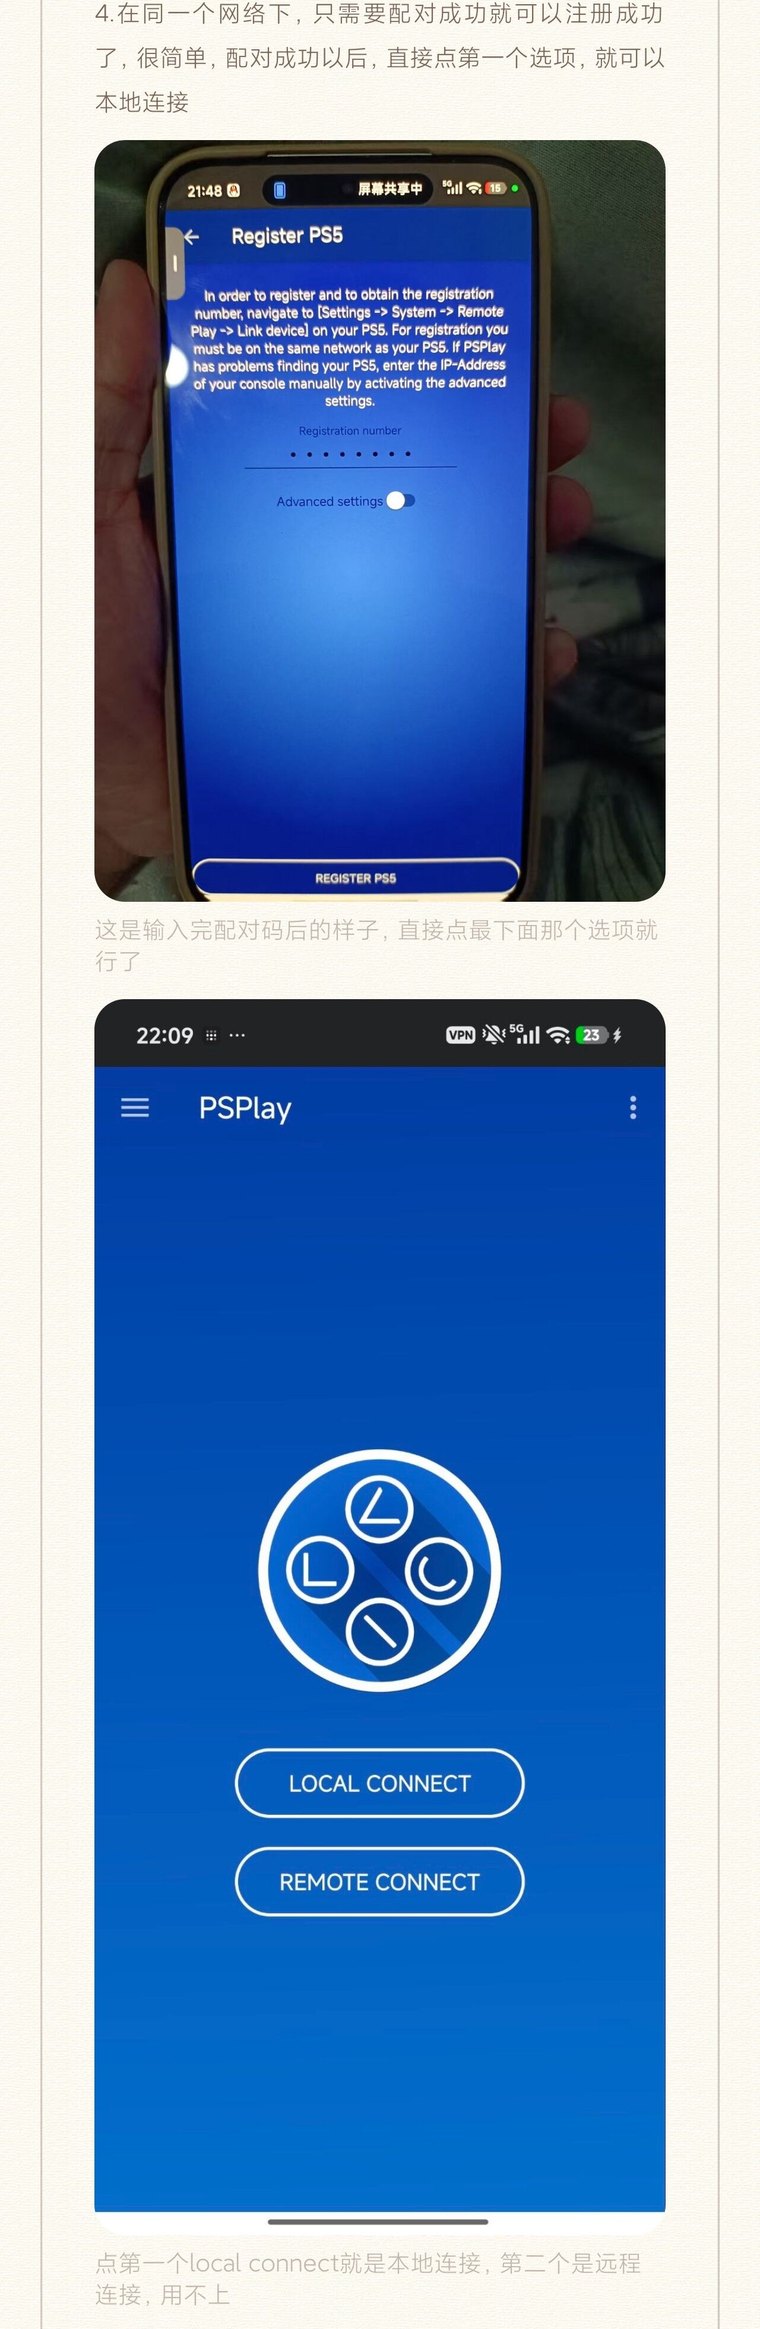 4.在同一个网络下，只需要配对成功就可以注册成功
了，很简单，配对成功以后，直接点第一个选项，就可以
本地连接
21:48 屏幕共享中 5G 15
Register PS5
In order to register and to obtain the registration
number, navigate to [Settings -> System -> Remote
Play -> Link device] on your PS5. For registration you
must be on the same network as your PS5. If PSPlay
has problems finding your PS5, enter the IP-Address
of your console manually by activating the advanced
settings.
Registration number
Advanced settings
REGISTER PS5
这是输入完配对码后的样子，直接点最下面那个选项就
行了
22:09 VPN 5G 23
PSPlay
LOCAL CONNECT
REMOTE CONNECT
点第一个local connect就是本地连接，第二个是远程
连接，用不上